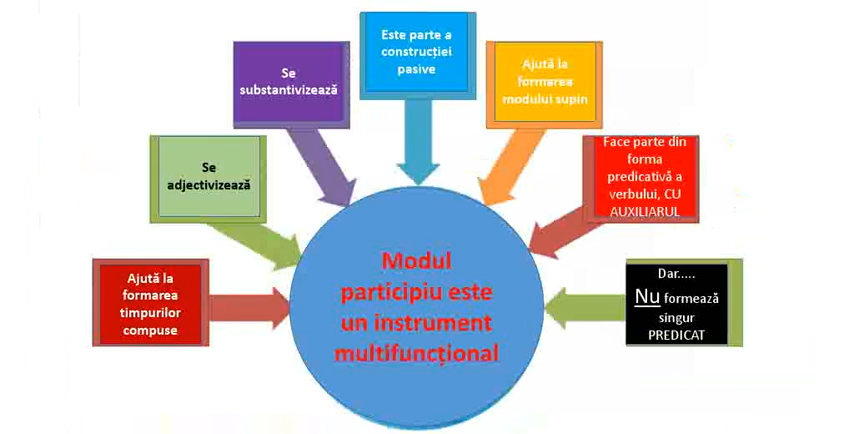 Este parte a
construcției
pasive
Se
substantivizează
Ajută la
formarea
modului supin
Se
adjectivizează
Face parte din
forma
predicativă a
verbului, CU
AUXILIARUL
Ajută la
formarea
timpurilor
compuse
Modul
participiu este
un instrument
multifuncțional
Dar.....
Nu formează
singur
PREDICAT